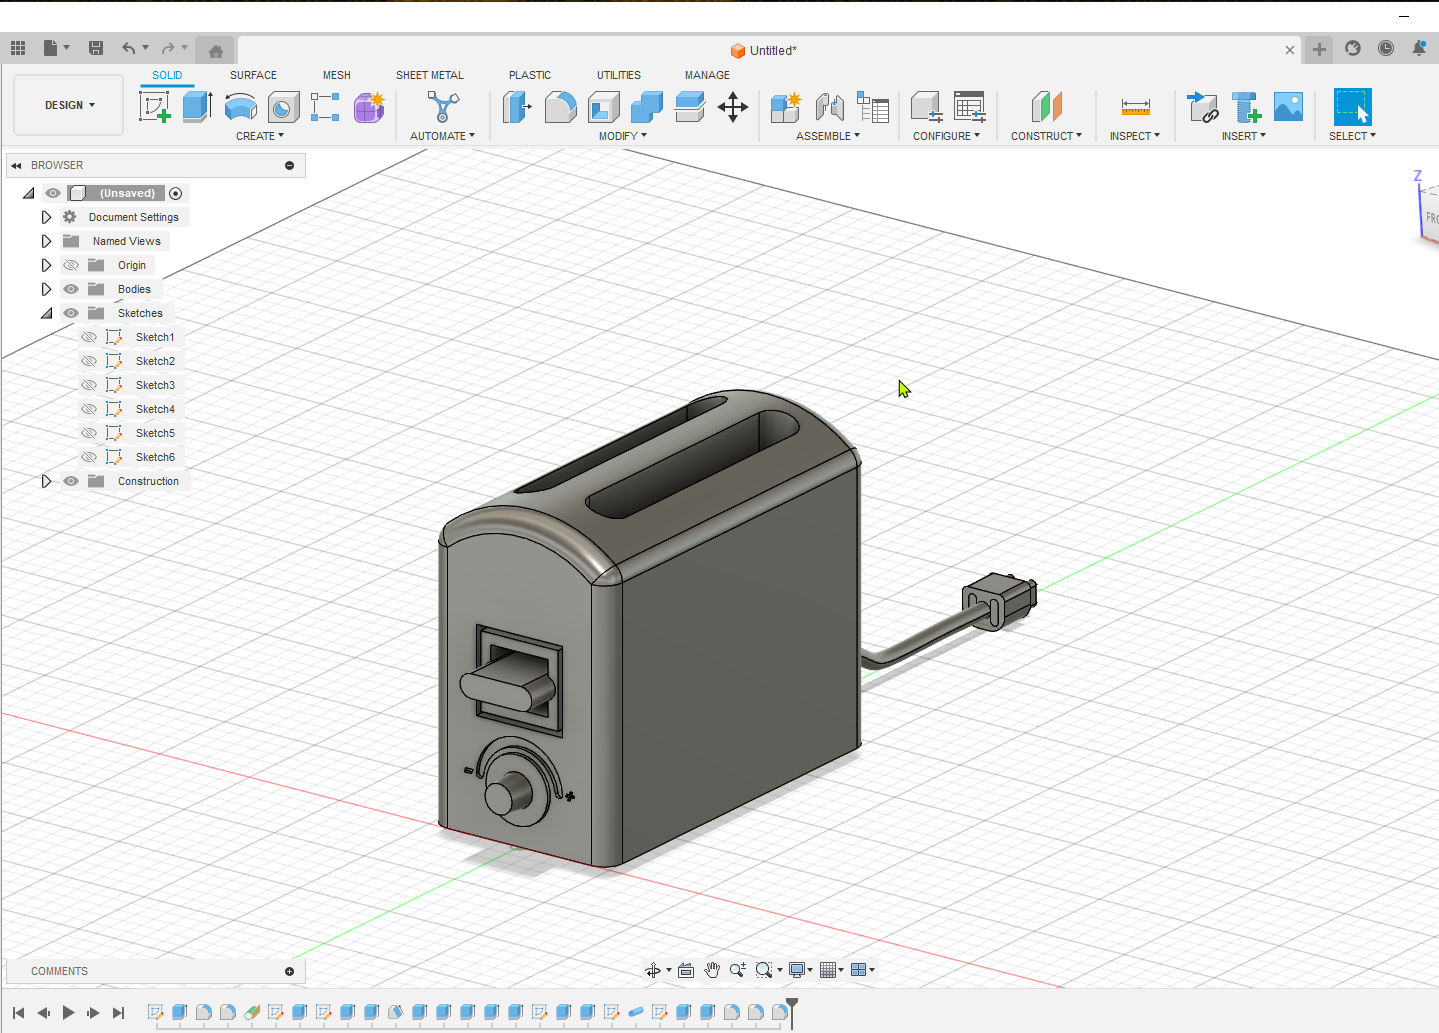 Untitled*
SOLID SURFACE MESH SHEET METAL PLASTIC UTILITIES MANAGE
DESIGN
CREATE AUTOMATE MODIFY ASSEMBLE CONFIGURE CONSTRUCT INSPECT INSERT SELECT
BROWSER
Z
(Unsaved)
Document Settings
FRO
Named Views
Origin
Bodies
Sketches
Sketch1
Sketch2
Sketch3
Sketch4
Sketch5
Sketch6
Construction
COMMENTS